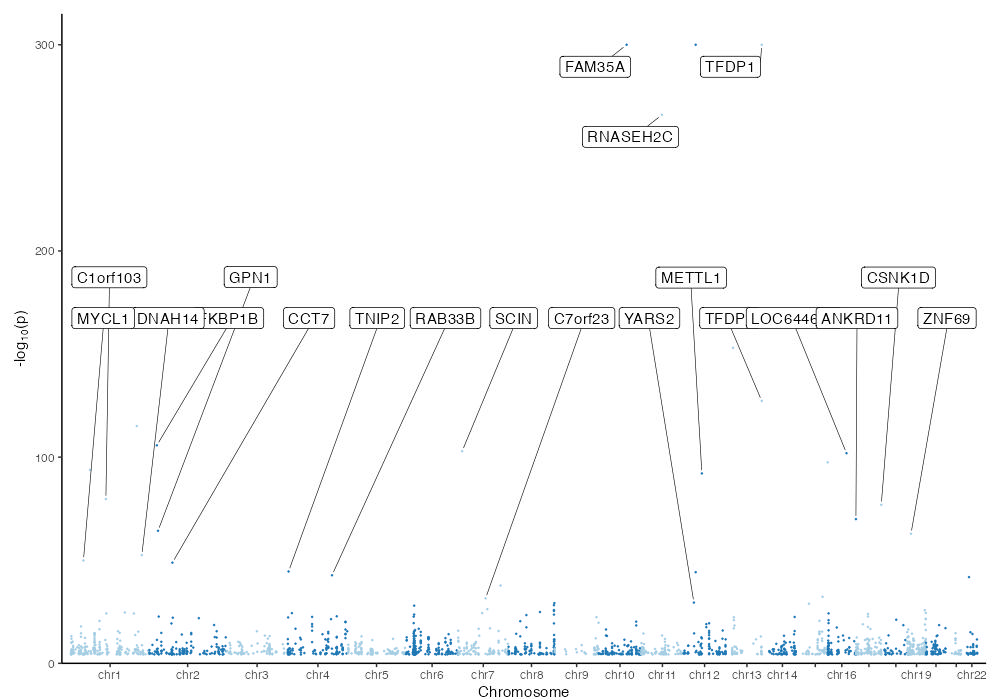 300
FAM35A
TFDP1
RNASEH2C
200
C1orf103
GPN1
METTL1
CSNK1D
MYCL1
DNAH14
FKBP1B
CCT7
TNIP2
RAB33B
SCIN
C7orf23
YARS2
TFDP
LOC6446
ANKRD11
ZNF69
-log10(p)
100
0
chr1
chr2
chr3
chr4
chr5
chr6
chr7
chr8
chr9
chr10
chr11
chr12
chr13
chr14
chr16
chr19
chr22
Chromosome